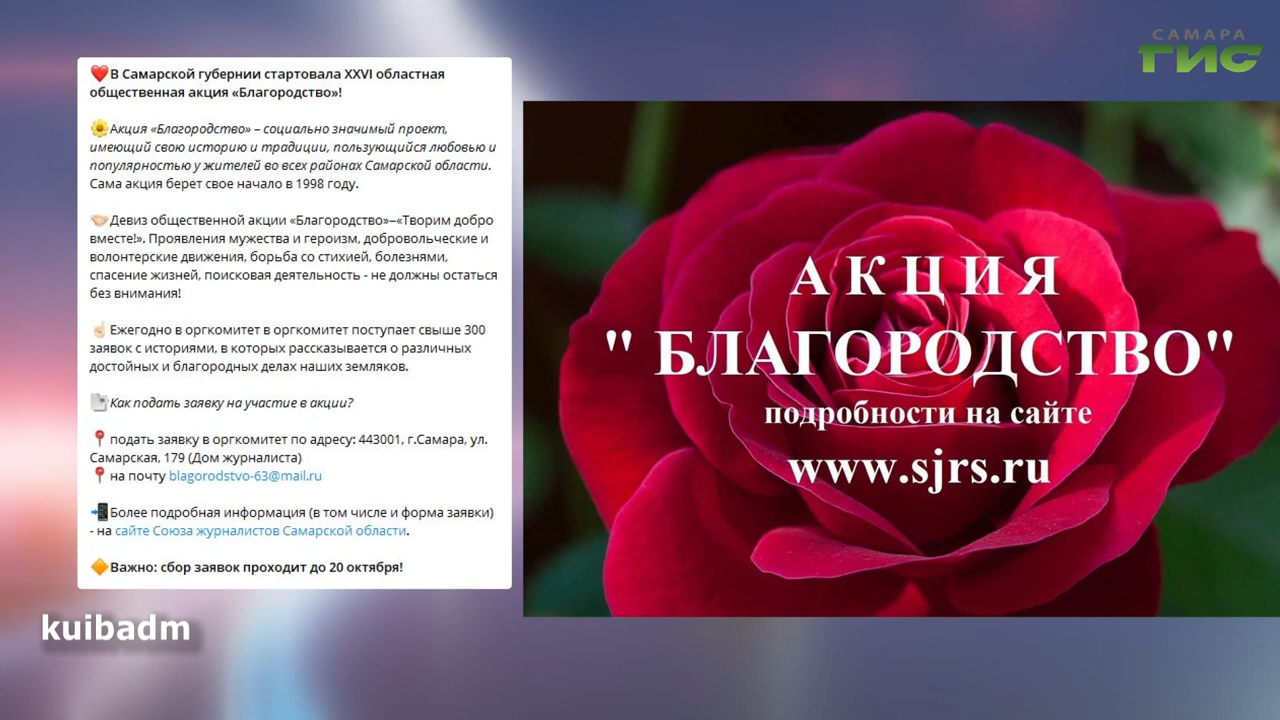 САМАРА
ГИС
❤️В Самарской губернии стартовала XXVI областная
общественная акция «Благородство»!
🌼Акция «Благородство» – социально значимый проект,
имеющий свою историю и традиции, пользующийся любовью и
популярностью у жителей во всех районах Самарской области.
Сама акция берет свое начало в 1998 году.
🤝🏻Девиз общественной акции «Благородство»–«Творим добро
вместе!». Проявления мужества и героизм, добровольческие и
волонтерские движения, борьба со стихией, болезнями,
спасение жизней, поисковая деятельность - не должны остаться
без внимания!
☝🏻Ежегодно в оргкомитет в оргкомитет поступает свыше 300
заявок с историями, в которых рассказывается о различных
достойных и благородных делах наших земляков.
📄Как подать заявку на участие в акции?
📍подать заявку в оргкомитет по адресу: 443001, г.Самара, ул.
Самарская, 179 (Дом журналиста)
📍на почту blagorodstvo-63@mail.ru
📲Более подробная информация (в том числе и форма заявки)
- на сайте Союза журналистов Самарской области.
🔶Важно: сбор заявок проходит до 20 октября!
АКЦИЯ
" БЛАГОРОДСТВО"
подробности на сайте
www.sjrs.ru
kuibadm